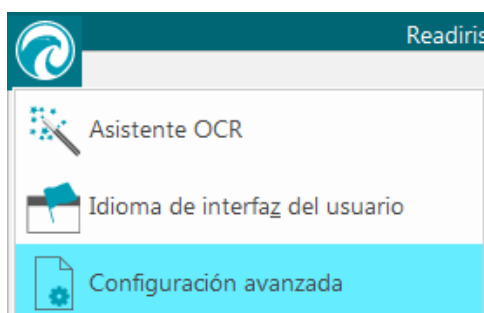 Readiris
Asistente OCR
Idioma de interfaz del usuario
Configuración avanzada